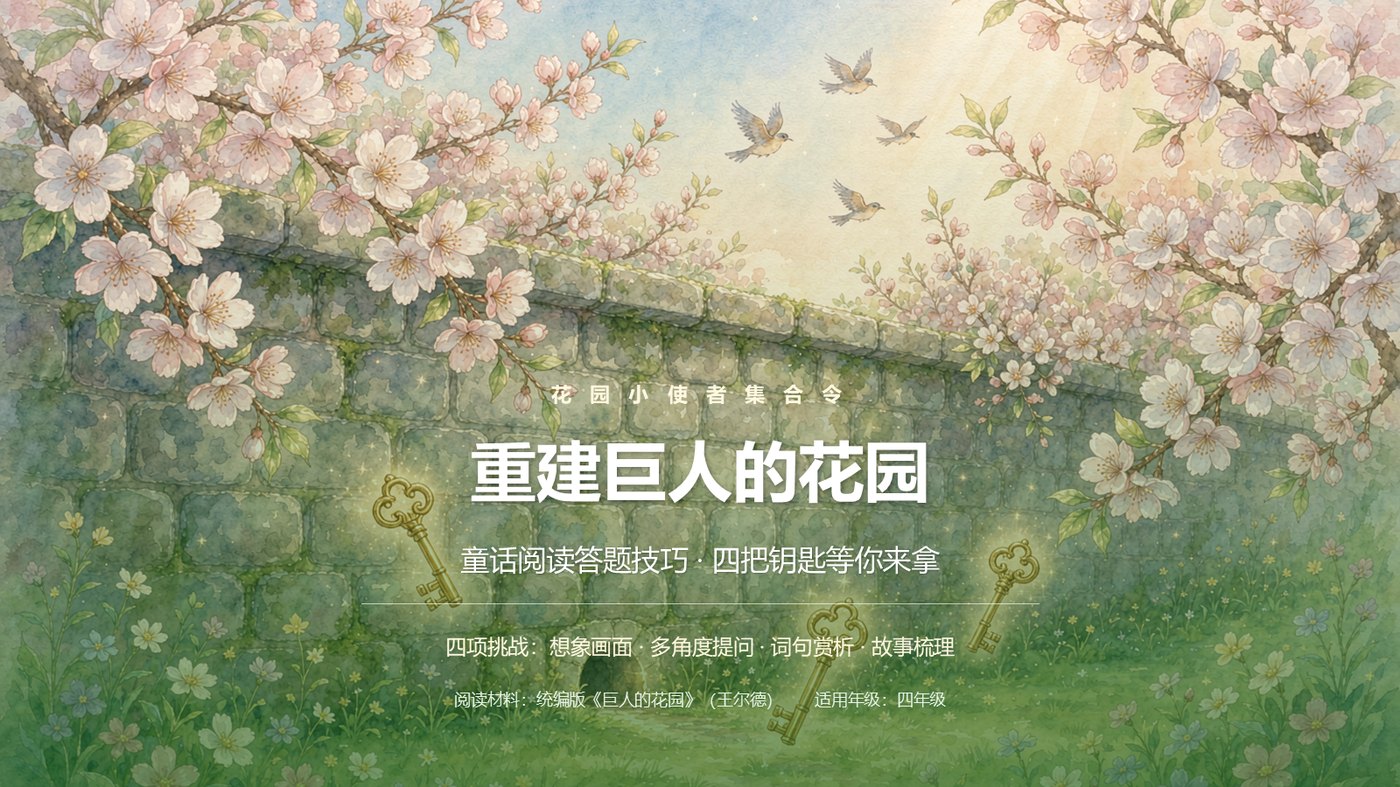 花园小使者集合令
重建巨人的花园
童话阅读答题技巧 · 四把钥匙等你来拿
四项挑战：想象画面 · 多角度提问 · 词句赏析 · 故事梳理
阅读材料：统编版《巨人的花园》（王尔德） 适用年级：四年级